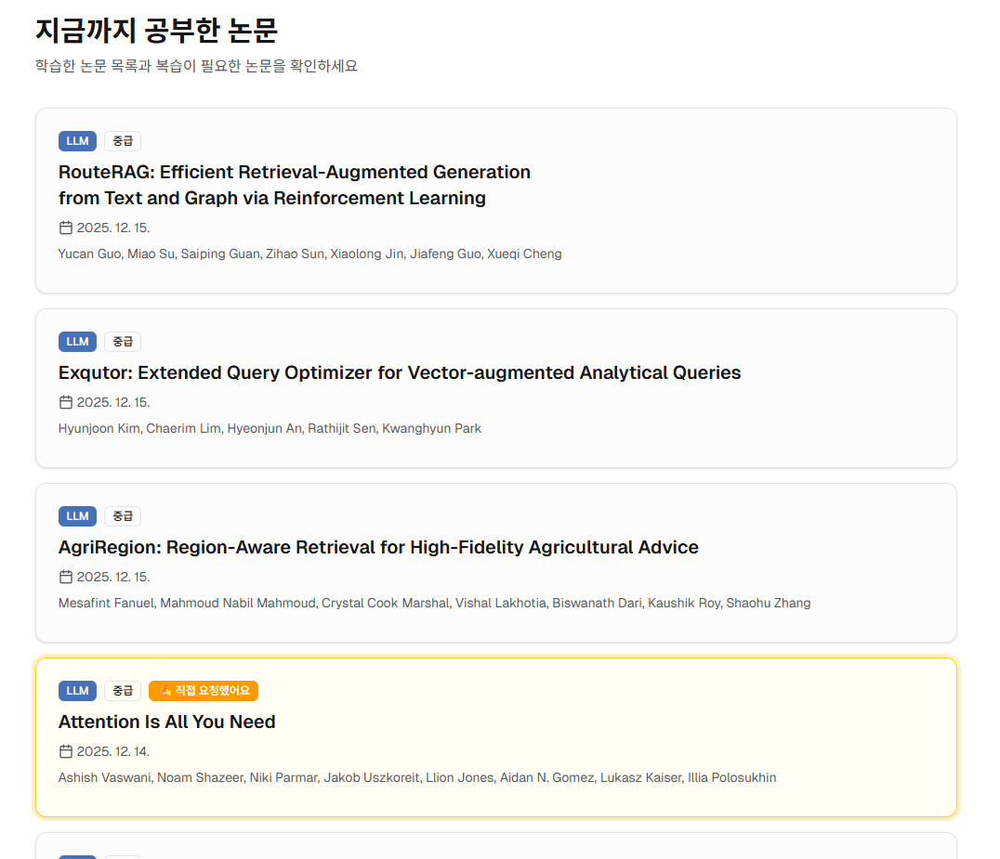 지금까지 공부한 논문
학습한 논문 목록과 복습이 필요한 논문을 확인하세요
LLM 중급
RouteRAG: Efficient Retrieval-Augmented Generation
from Text and Graph via Reinforcement Learning
2025. 12. 15.
Yucan Guo, Miao Su, Saiping Guan, Zihao Sun, Xiaolong Jin, Jiafeng Guo, Xueqi Cheng
LLM 중급
Exqutor: Extended Query Optimizer for Vector-augmented Analytical Queries
2025. 12. 15.
Hyunjoon Kim, Chaerim Lim, Hyeonjun An, Rathijit Sen, Kwanghyun Park
LLM 중급
AgriRegion: Region-Aware Retrieval for High-Fidelity Agricultural Advice
2025. 12. 15.
Mesafint Fanuel, Mahmoud Nabil Mahmoud, Crystal Cook Marshal, Vishal Lakhotia, Biswanath Dari, Kaushik Roy, Shaohu Zhang
LLM 중급 ✍️ 직접 요청했어요
Attention Is All You Need
2025. 12. 14.
Ashish Vaswani, Noam Shazeer, Niki Parmar, Jakob Uszkoreit, Llion Jones, Aidan N. Gomez, Lukasz Kaiser, Illia Polosukhin